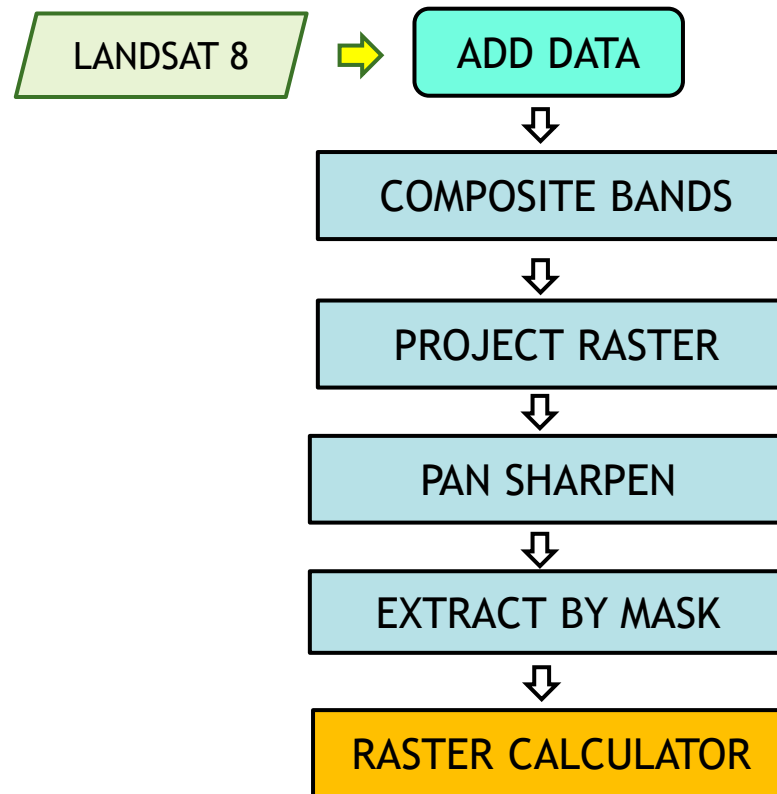 LANDSAT 8
ADD DATA
COMPOSITE BANDS
PROJECT RASTER
PAN SHARPEN
EXTRACT BY MASK
RASTER CALCULATOR